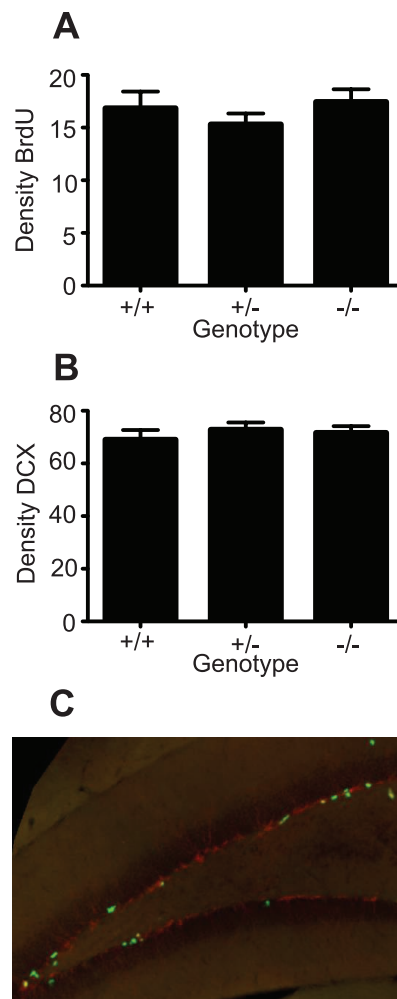 A
Density BrdU
20
15
10
5
0
+/+ +/- -/-
Genotype
B
Density DCX
80
60
40
20
0
+/+ +/- -/-
Genotype
C